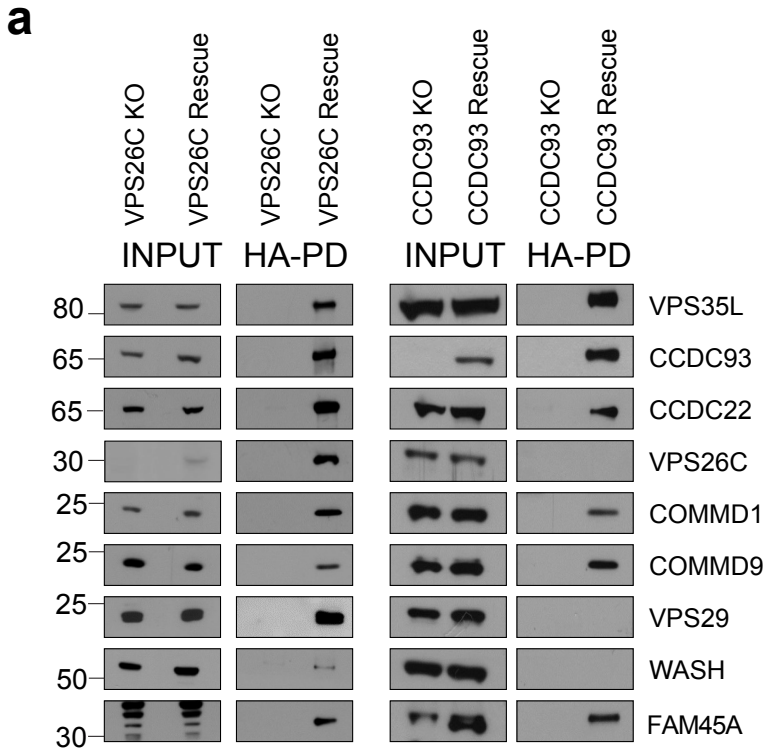 a
VPS26C KO
VPS26C Rescue
VPS26C KO
VPS26C Rescue
CCDC93 KO
CCDC93 Rescue
CCDC93 KO
CCDC93 Rescue
INPUT HA-PD INPUT HA-PD
80 VPS35L
65 CCDC93
65 CCDC22
30 VPS26C
25 COMMD1
25 COMMD9
25 VPS29
50 WASH
30 FAM45A